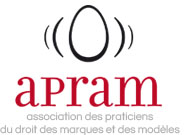 apram
association des praticiens
du droit des marques et des modèles